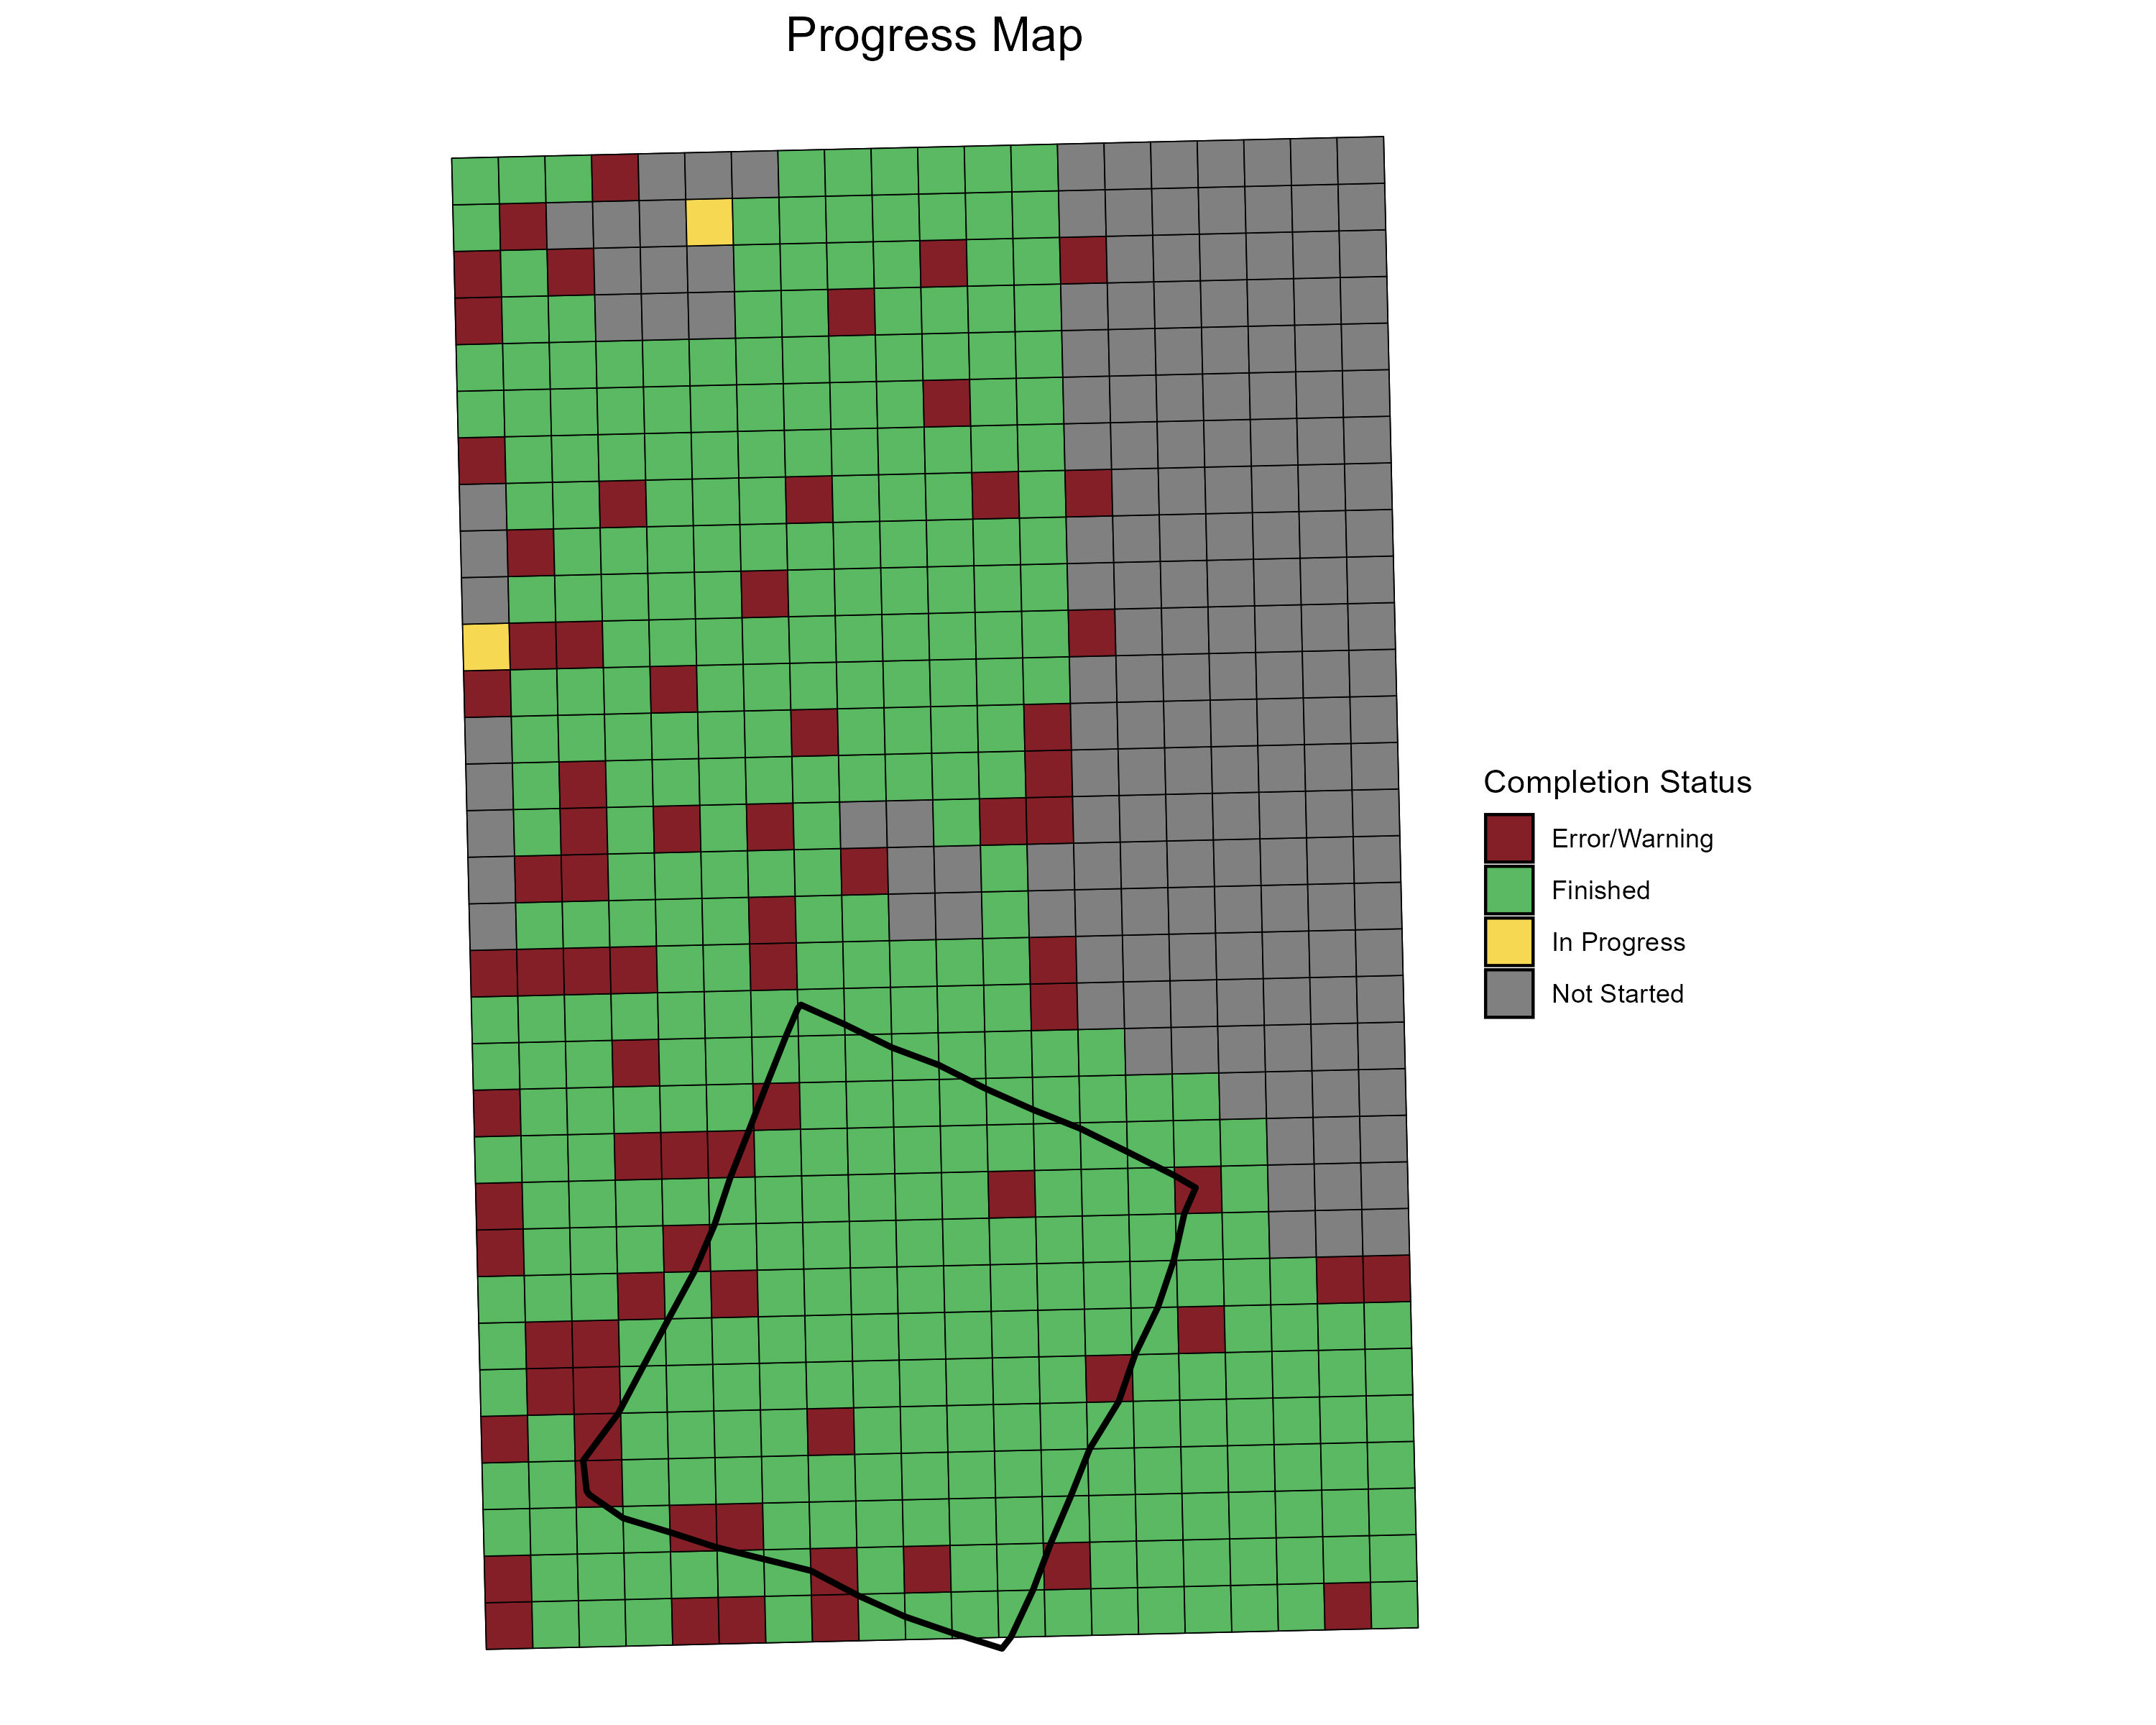 Progress Map
Completion Status
Error/Warning
Finished
In Progress
Not Started